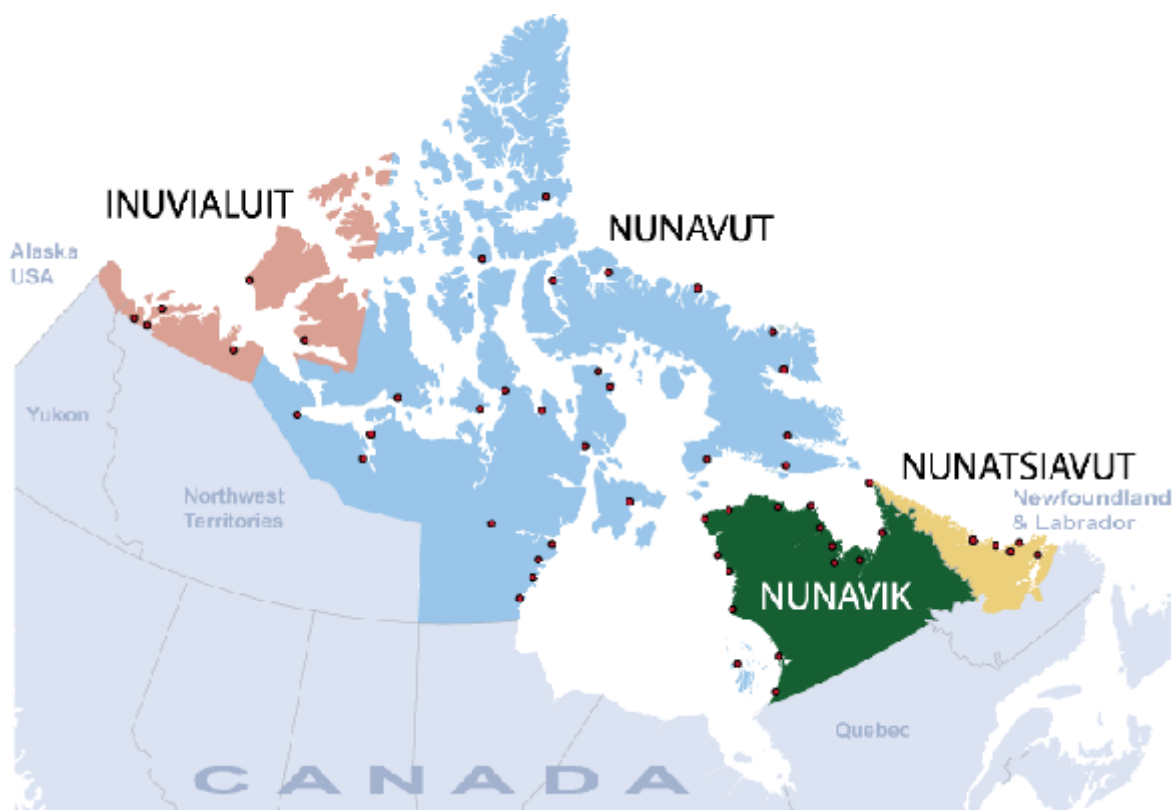 INUVIALUIT
NUNAVUT
Alaska
USA
Yukon
Northwest
Territories
NUNATSIAVUT
Newfoundland
& Labrador
NUNAVIK
Quebec
CANADA